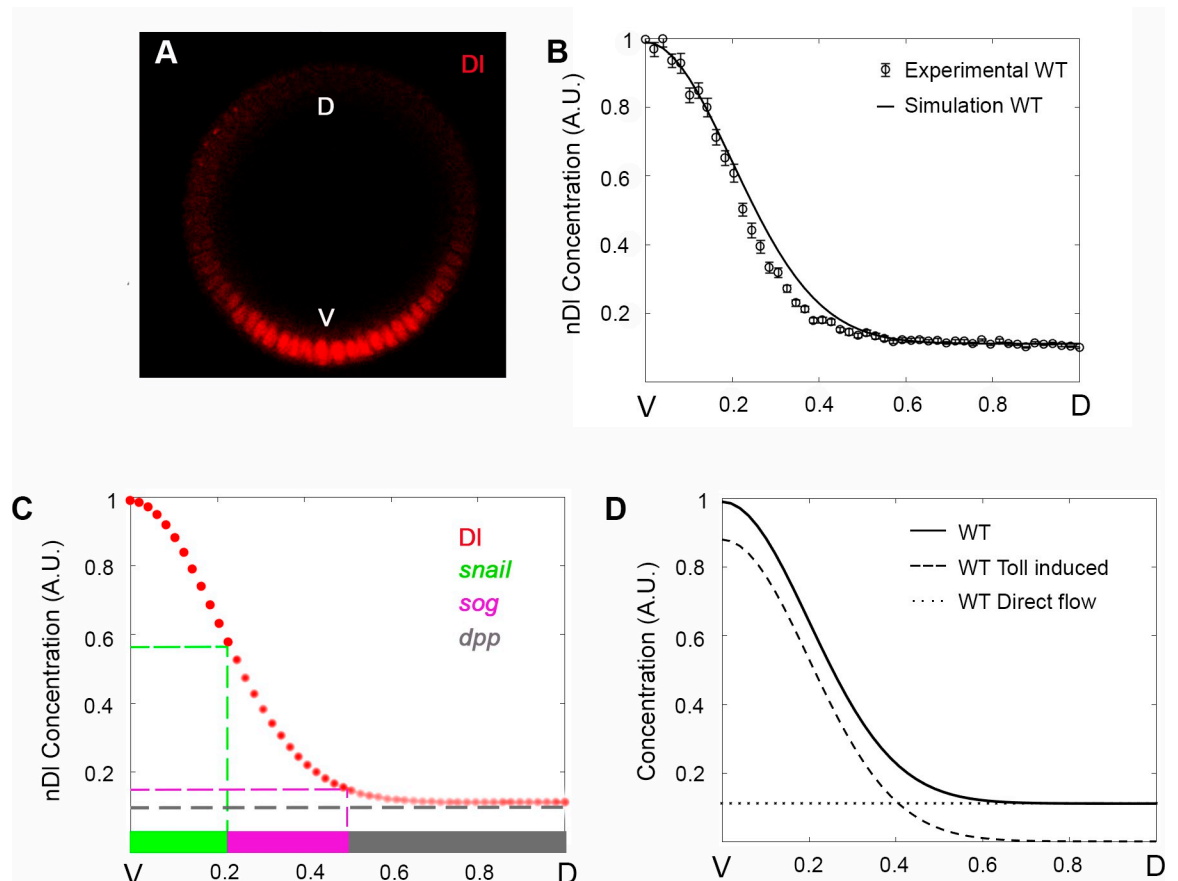 A
Dl
D
V
B
nDl Concentration (A.U.)
1
0.8
0.6
0.4
0.2
Experimental WT
Simulation WT
V
0.2
0.4
0.6
0.8
D
C
nDl Concentration (A.U.)
1
0.8
0.6
0.4
0.2
Dl
snail
sog
dpp
V
0.2
0.4
0.6
0.8
D
D
Concentration (A.U.)
1
0.8
0.6
0.4
0.2
WT
WT Toll induced
WT Direct flow
V
0.2
0.4
0.6
0.8
D